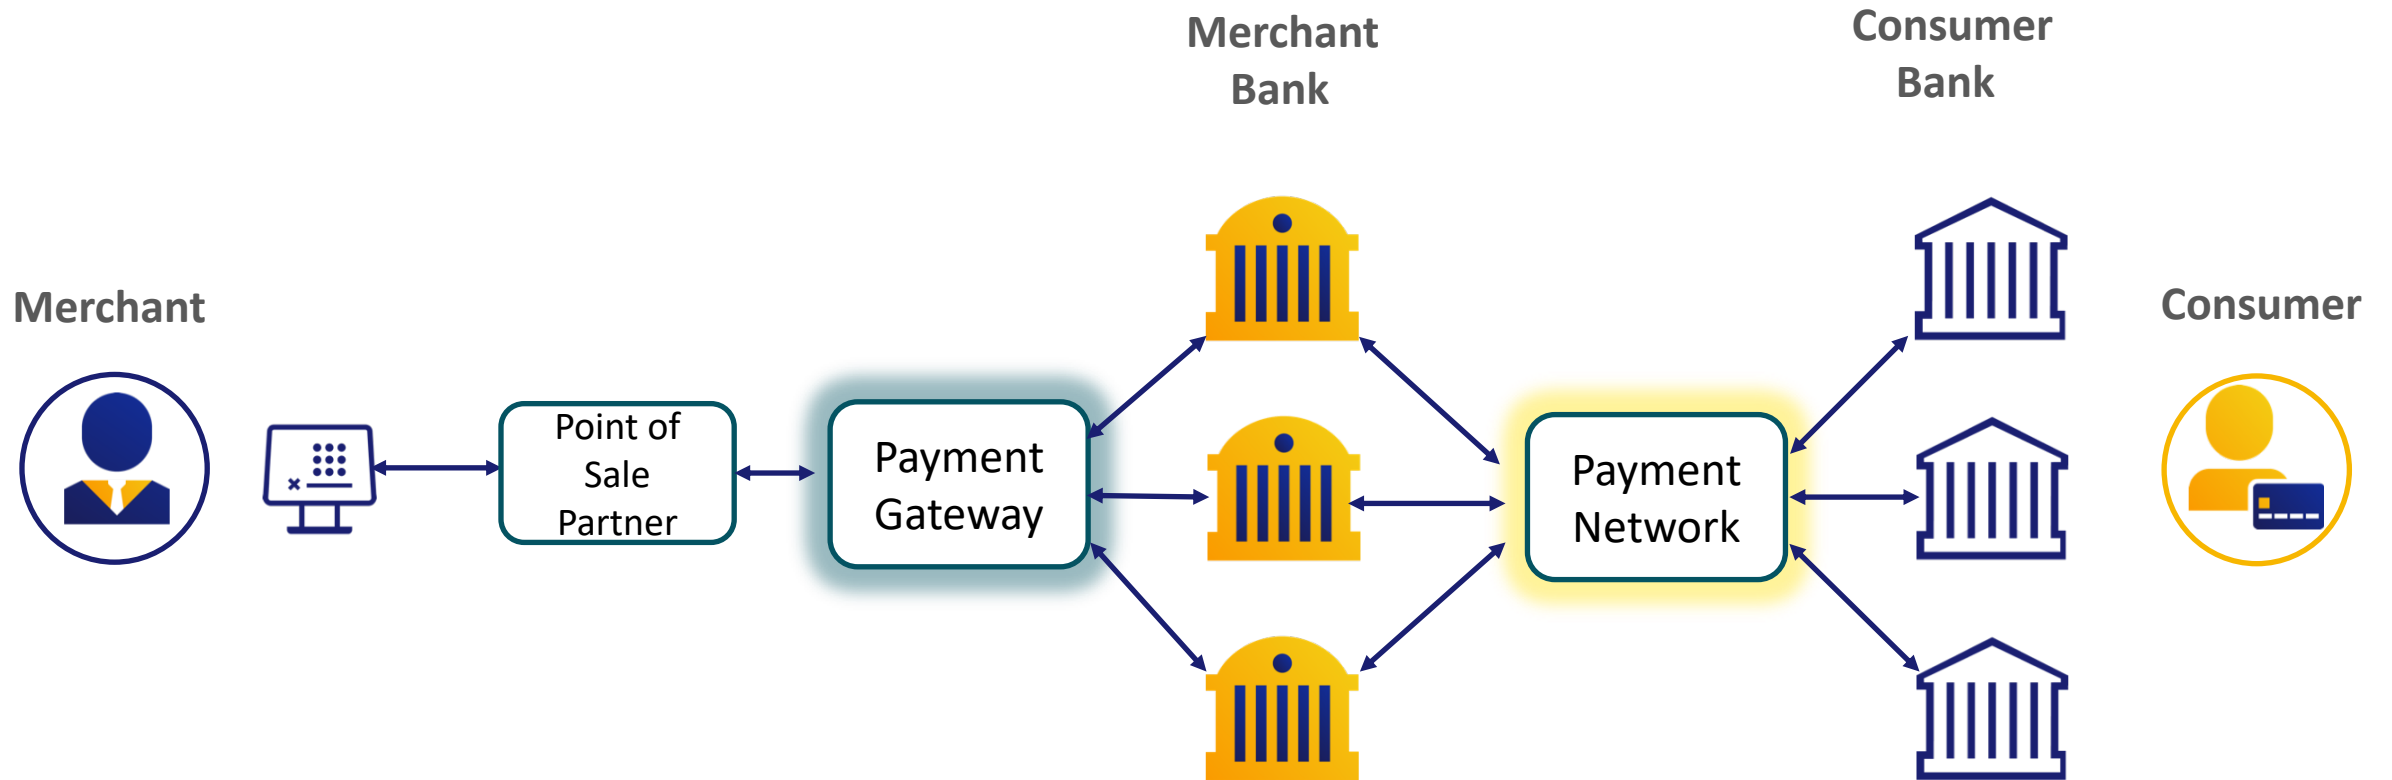 Merchant
Bank
Consumer
Bank
Merchant
Consumer
Point of
Sale
Partner
Payment
Gateway
Payment
Network